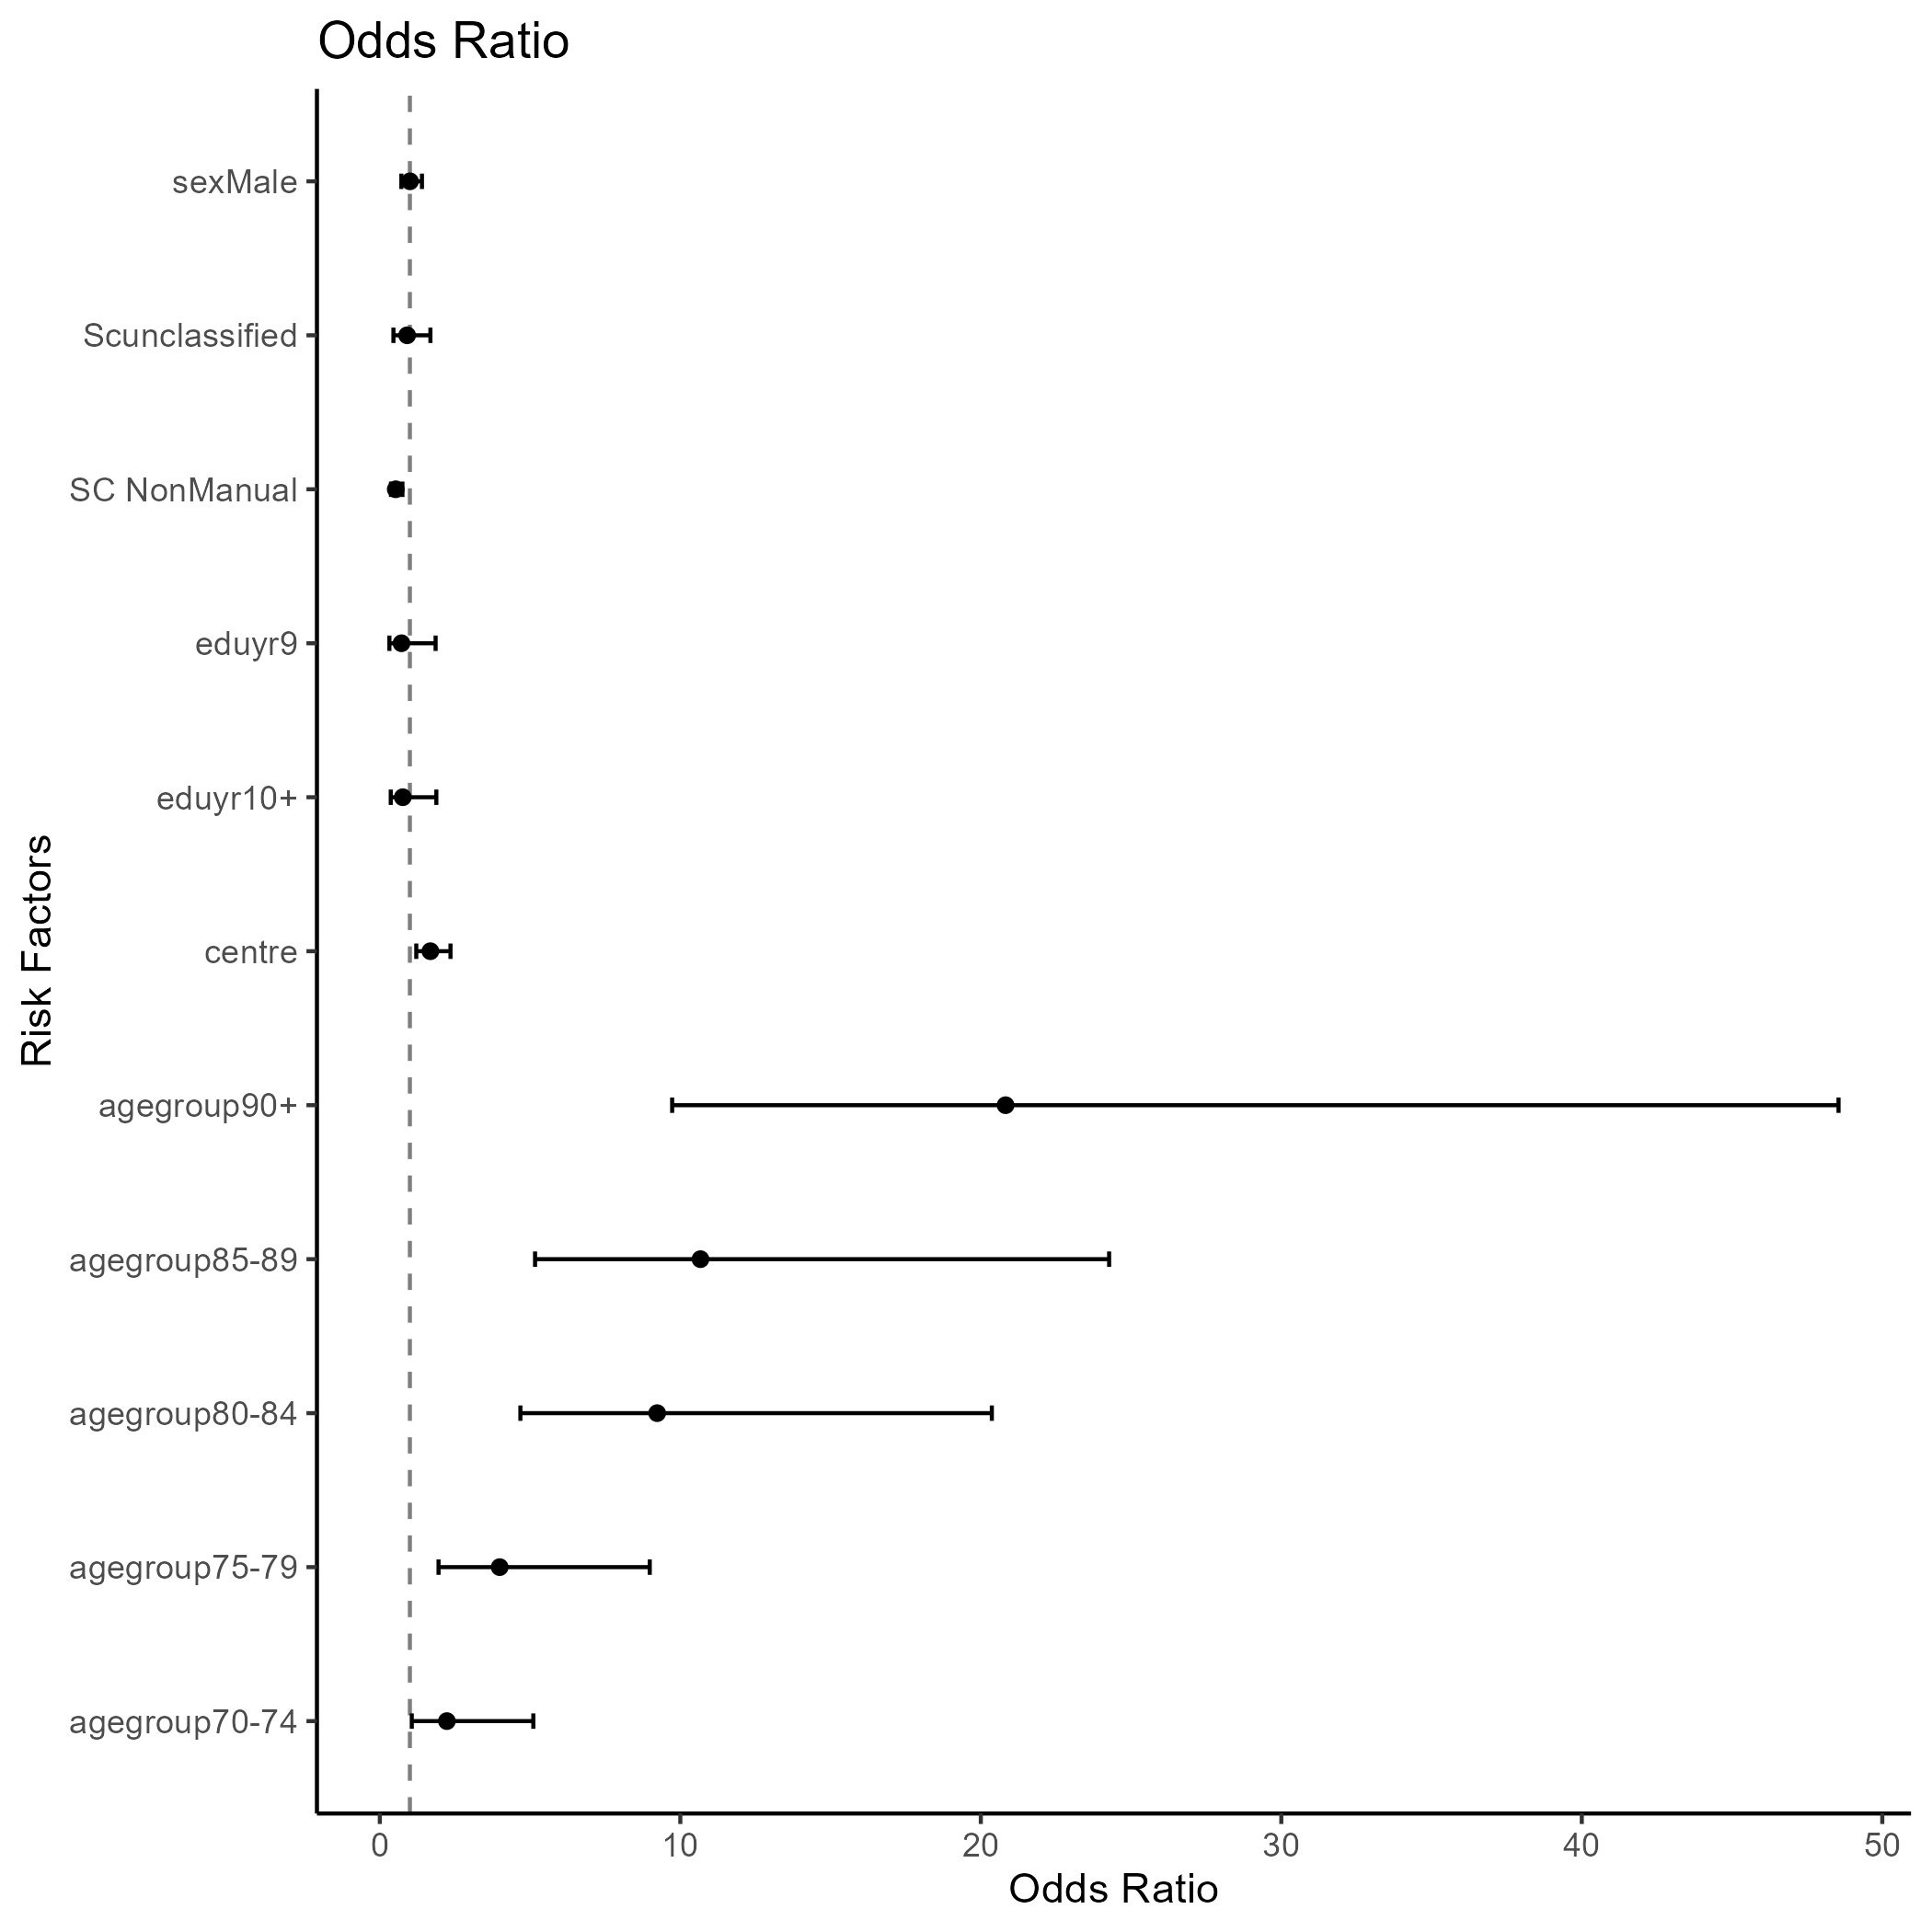 Odds Ratio
sexMale
Scunclassified
SC NonManual
eduyr9
eduyr10+
centre
agegroup90+
agegroup85-89
agegroup80-84
agegroup75-79
agegroup70-74
Risk Factors
0 10 20 30 40 50
Odds Ratio